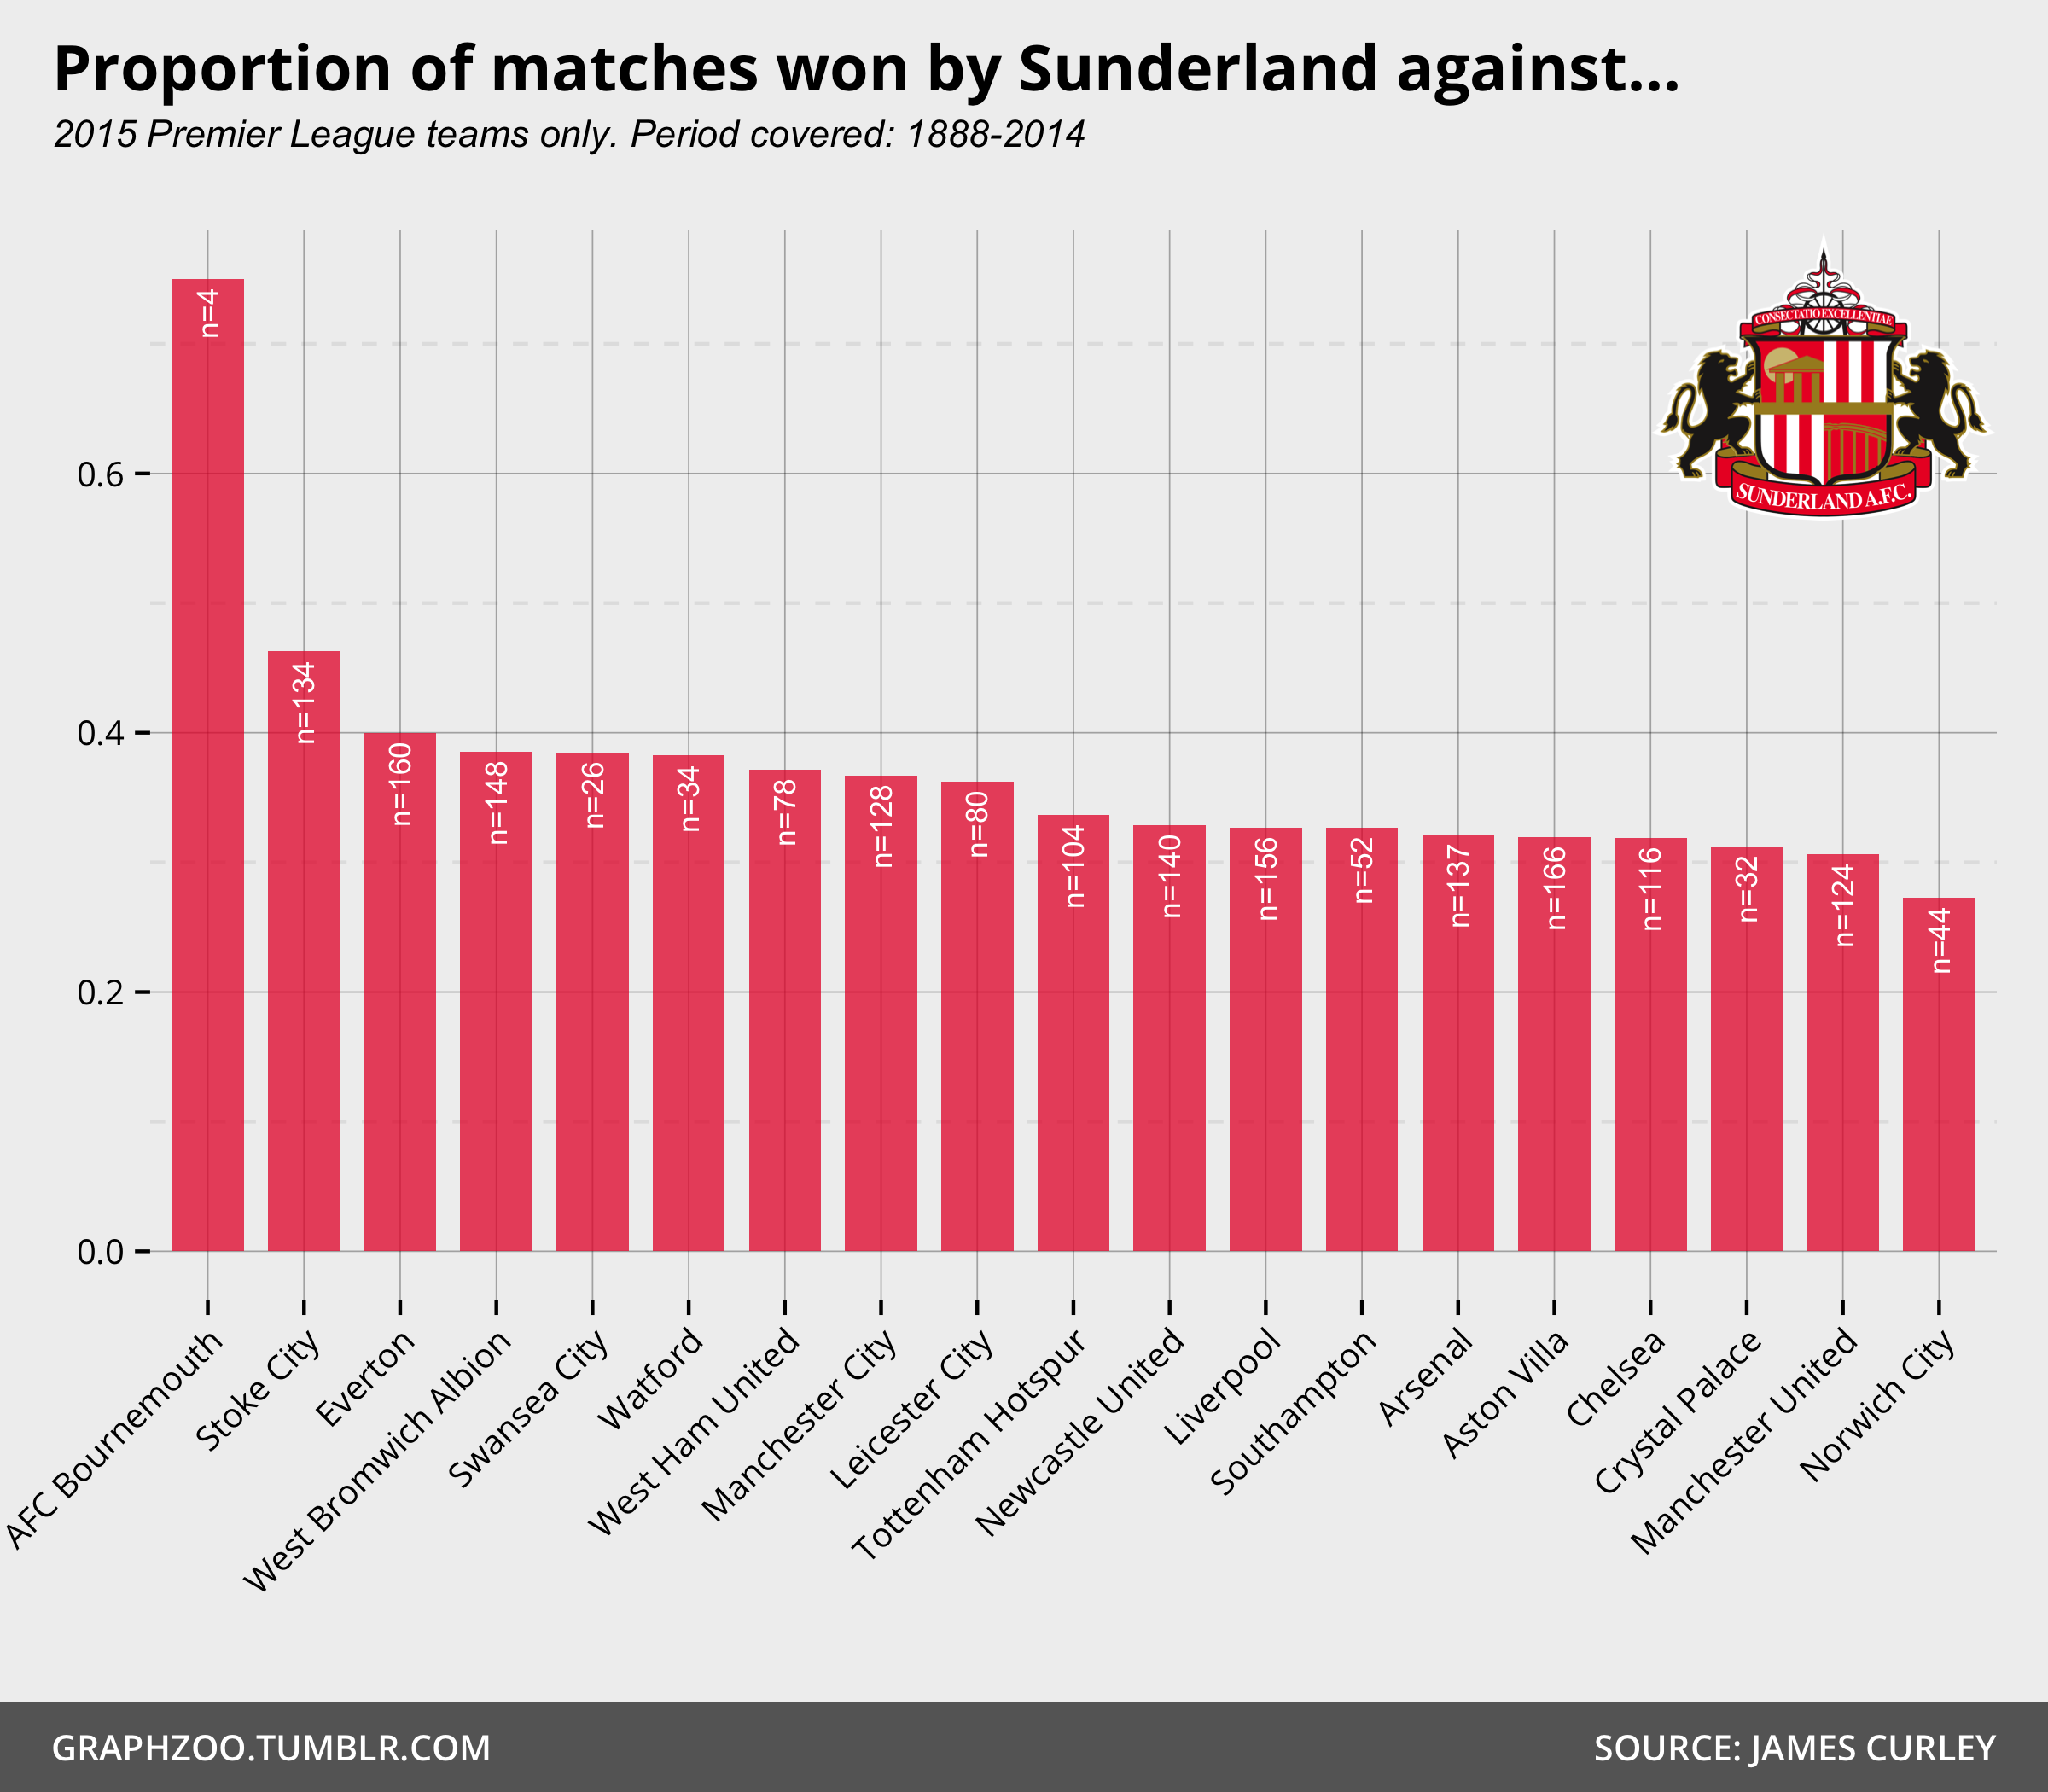 Proportion of matches won by Sunderland against...
2015 Premier League teams only. Period covered: 1888-2014
CONSECTATIO EXCELLENTIAE
SUNDERLAND A.F.C.
0.6
0.4
0.2
0.0
n=4
n=134
n=160
n=148
n=26
n=34
n=78
n=128
n=80
n=104
n=140
n=156
n=52
n=137
n=166
n=116
n=32
n=124
n=44
AFC Bournemouth
Stoke City
Everton
West Bromwich Albion
Swansea City
Watford
West Ham United
Manchester City
Leicester City
Tottenham Hotspur
Newcastle United
Liverpool
Southampton
Arsenal
Aston Villa
Chelsea
Crystal Palace
Manchester United
Norwich City
GRAPHZOO.TUMBLR.COM
SOURCE: JAMES CURLEY